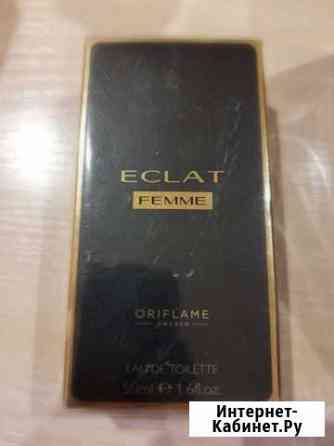 ECLAT
FEMME
ORIFLAME
SWEDEN
EAU DE TOILETTE
50ml ℮ 1.6fl.oz.
Интернет-
Кабинет.Ру